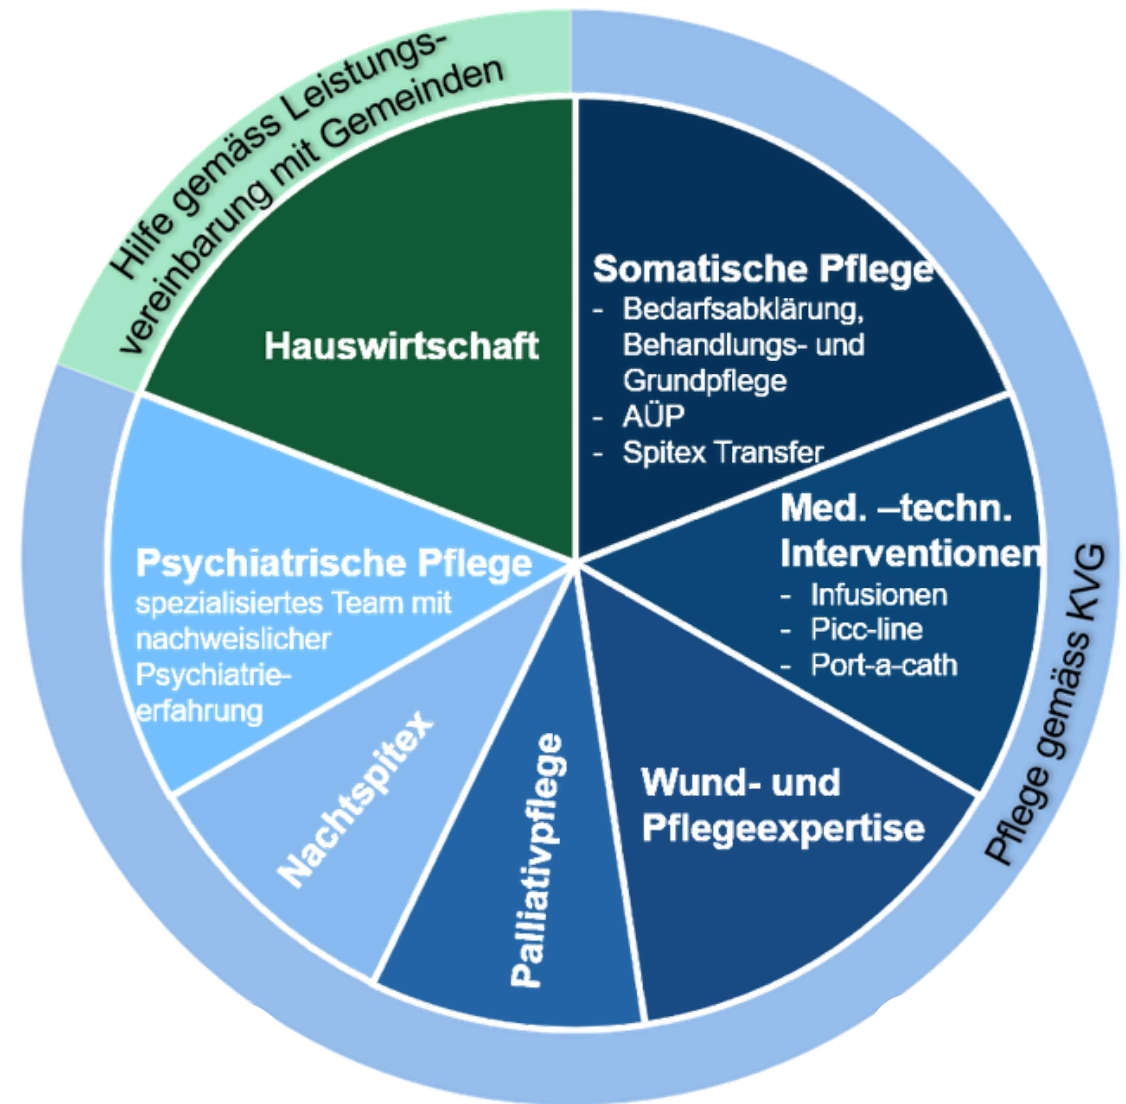 Hilfe gemäss Leistungs-
vereinbarung mit Gemeinden
Hauswirtschaft
Somatische Pflege
- Bedarfsabklärung,
Behandlungs- und
Grundpflege
- AÜP
- Spitex Transfer
Med. –techn.
Interventionen
- Infusionen
- Picc-line
- Port-a-cath
Wund- und
Pflegeexpertise
Palliativpflege
Nachtspitex
Psychiatrische Pflege
spezialisiertes Team mit
nachweislicher
Psychiatrie-
erfahrung
Pflege gemäss KVG